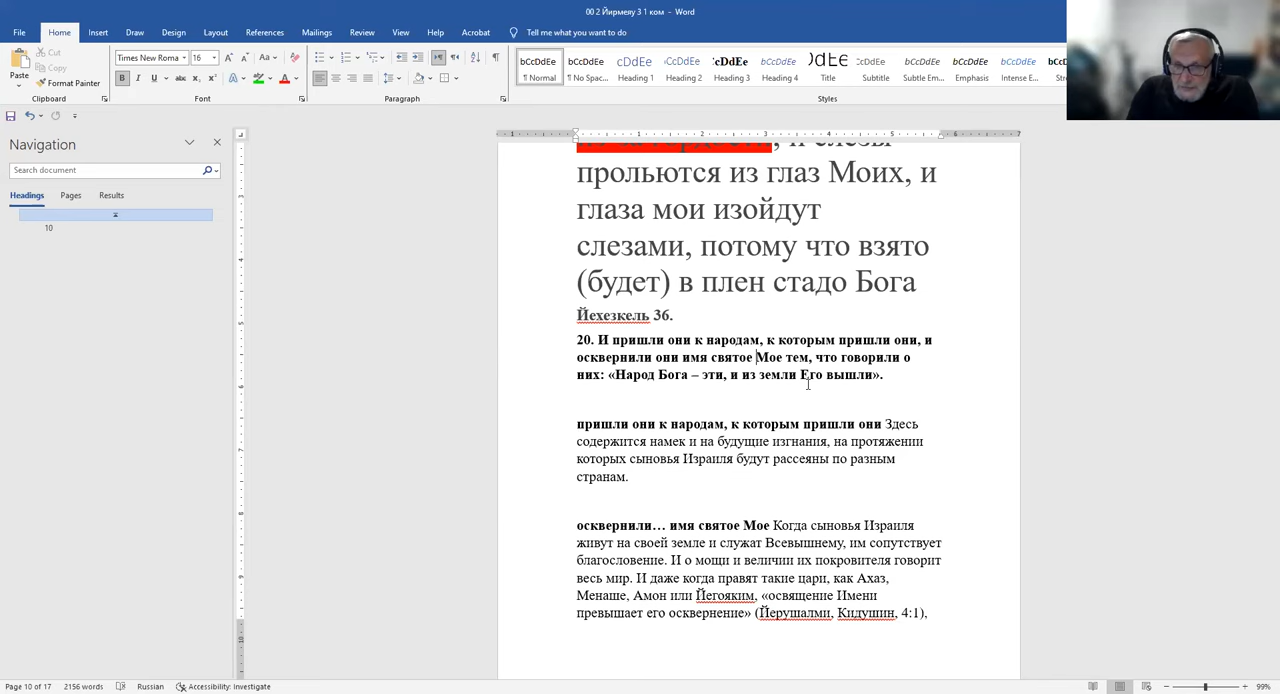 00 2 Йирмеяу 3 1 ком - Word
File Home Insert Draw Design Layout References Mailings Review View Help Acrobat Tell me what you want to do
Paste
Cut
Copy
Format Painter
Clipboard
Times New Roma 16
Font
Paragraph
AaBbCcDdEe
¶ Normal ¶ No Spac... Heading 1 Heading 2 Heading 3 Heading 4 Title Subtitle Subtle Em... Emphasis Intense E...
Styles
Navigation
Search document
Headings Pages Results
10
прольются из глаз Моих, и
глаза мои изойдут
слезами, потому что взято
(будет) в плен стадо Бога
Йехезкель 36.
20. И пришли они к народам, к которым пришли они, и
осквернили они имя святое Мое тем, что говорили о
них: «Народ Бога – эти, и из земли Его вышли».
пришли они к народам, к которым пришли они Здесь
содержится намек и на будущие изгнания, на протяжении
которых сыновья Израиля будут рассеяны по разным
странам.
осквернили… имя святое Мое Когда сыновья Израиля
живут на своей земле и служат Всевышнему, им сопутствует
благословение. И о мощи и величии их покровителя говорит
весь мир. И даже когда правят такие цари, как Ахаз,
Менаше, Амон или Йегояким, «освящение Имени
превышает его осквернение» (Йерушалми, Кидушин, 4:1),
Page 10 of 17 2156 words Russian Accessibility: Investigate 99%